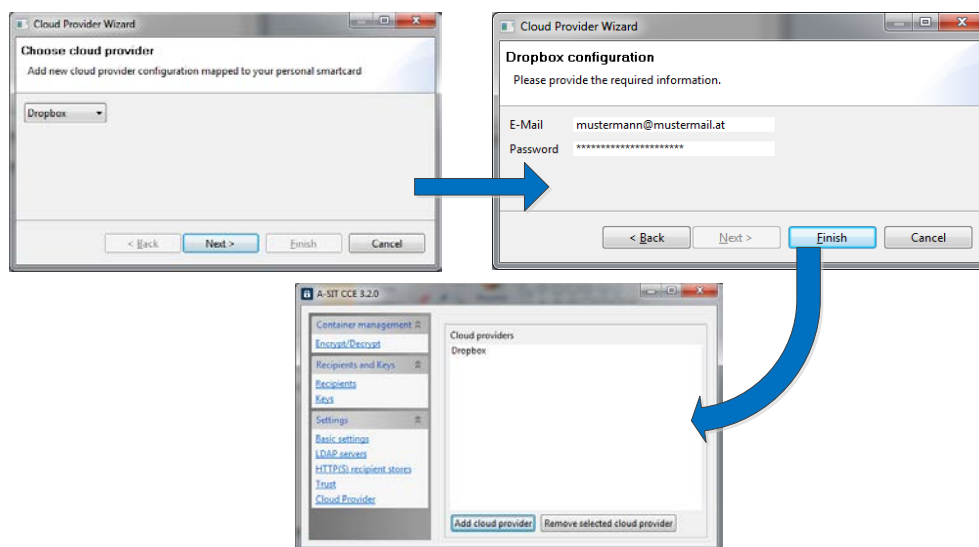 Cloud Provider Wizard
Choose cloud provider
Add new cloud provider configuration mapped to your personal smartcard
Dropbox
< Back Next > Finish Cancel
Cloud Provider Wizard
Dropbox configuration
Please provide the required information.
E-Mail mustermann@mustermail.at
Password **********************
< Back Next > Finish Cancel
A-SIT CCE 3.2.0
Container management
Encrypt/Decrypt
Recipients and Keys
Recipients
Keys
Settings
Basic settings
LDAP servers
HTTP(S) recipient stores
Trust
Cloud Provider
Cloud providers
Dropbox
Add cloud provider Remove selected cloud provider